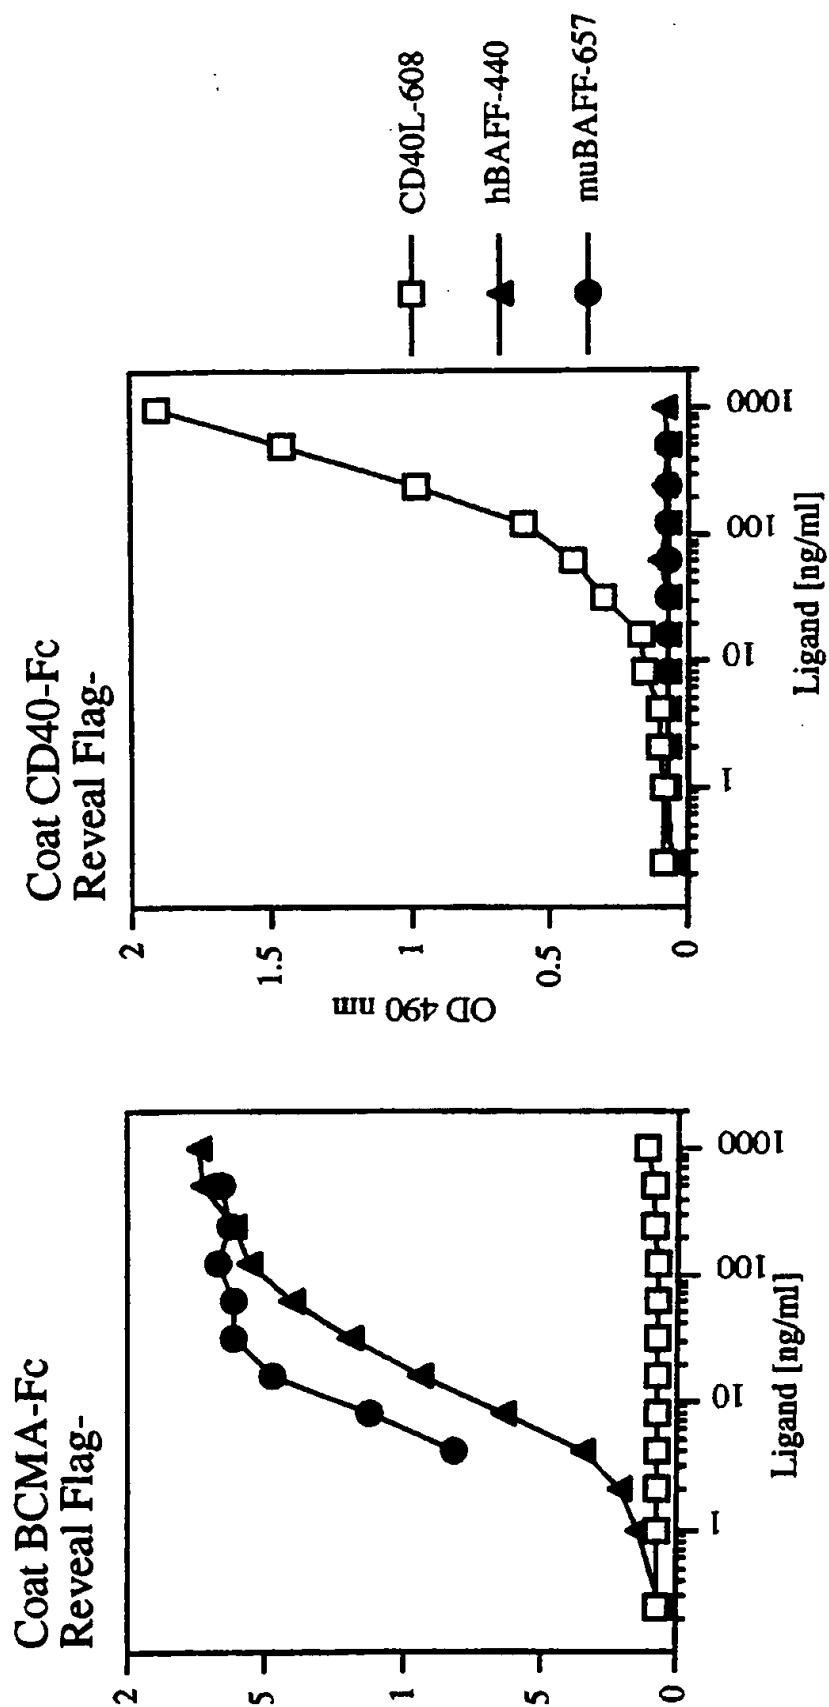 Coat BCMA-Fc
Reveal Flag-
2
5
1
5
0
1
10
100
1000
Ligand [ng/ml]
Coat CD40-Fc
Reveal Flag-
2
1.5
1
0.5
0
OD 490 nm
1
10
100
1000
Ligand [ng/ml]
CD40L-608
hBAFF-440
muBAFF-657